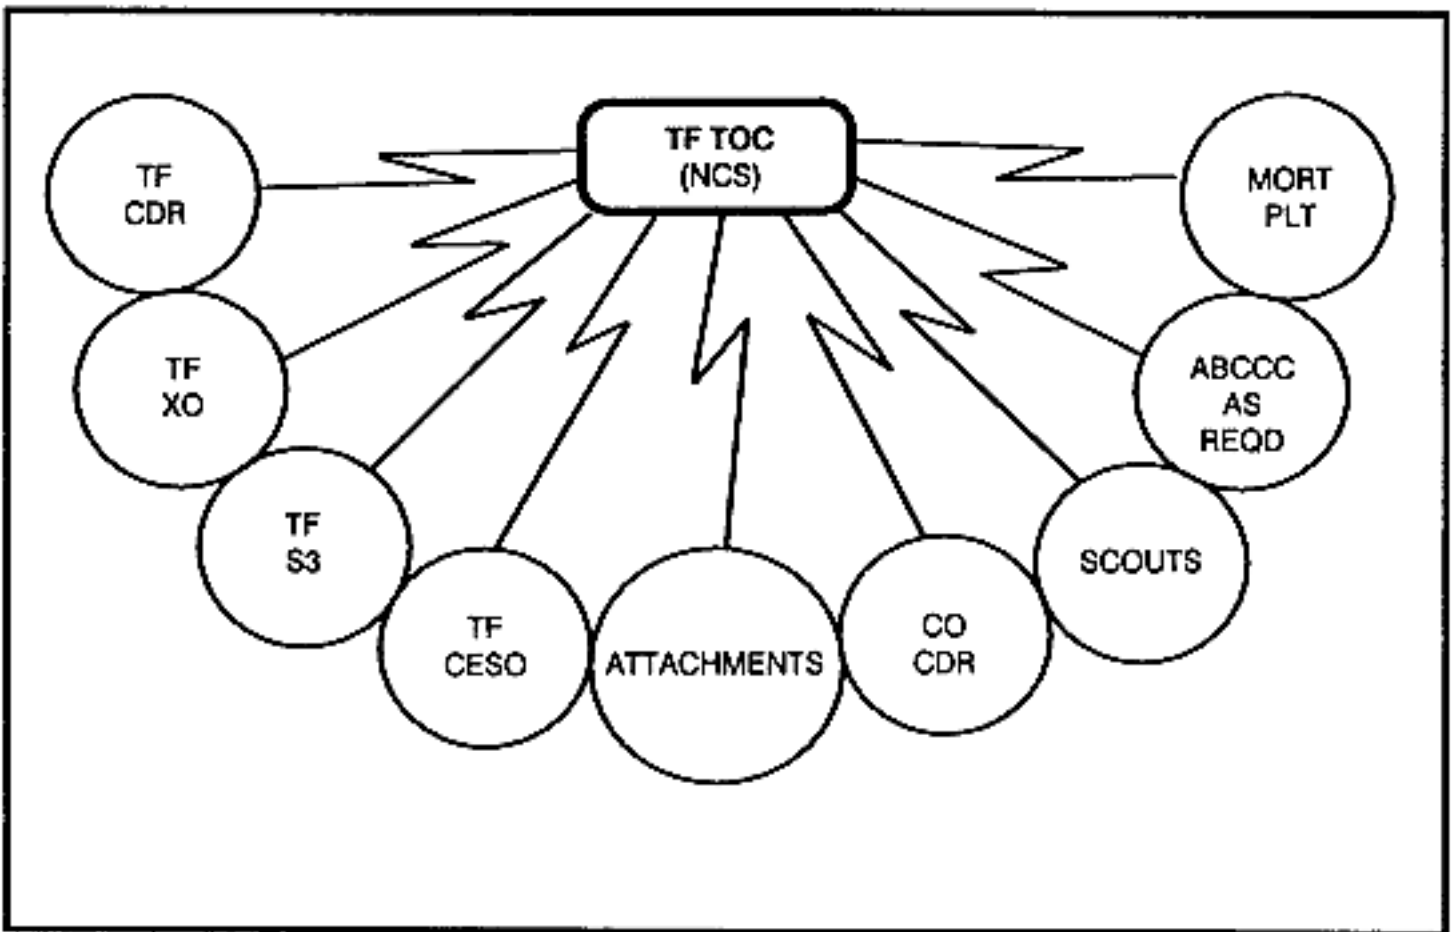 TF TOC
(NCS)
TF
CDR
TF
XO
TF
S3
TF
CESO
ATTACHMENTS
CO
CDR
SCOUTS
ABCCC
AS
REQD
MORT
PLT